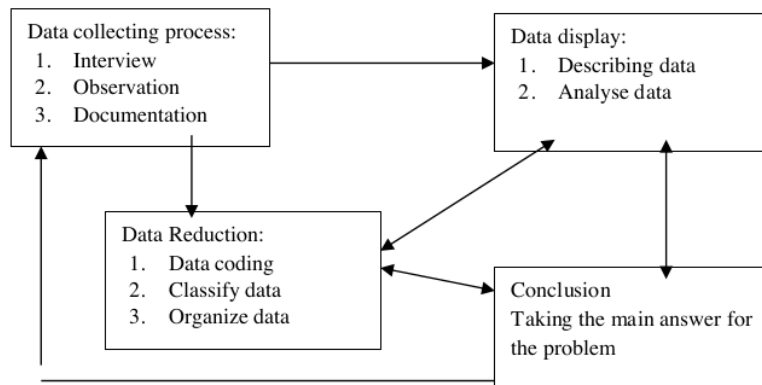 Data collecting process:
1. Interview
2. Observation
3. Documentation
Data display:
1. Describing data
2. Analyse data
Data Reduction:
1. Data coding
2. Classify data
3. Organize data
Conclusion
Taking the main answer for
the problem